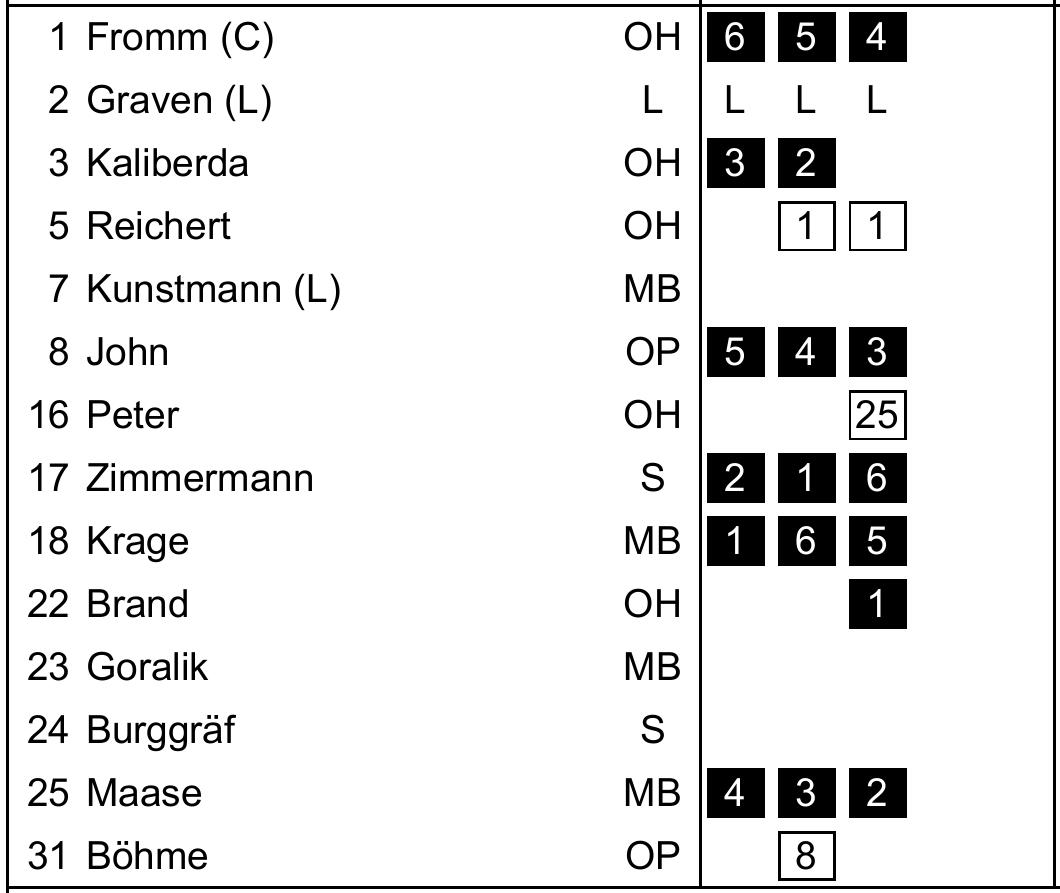 1 Fromm (C) OH 6 5 4
2 Graven (L) L L L L
3 Kaliberda OH 3 2
5 Reichert OH 1 1
7 Kunstmann (L) MB
8 John OP 5 4 3
16 Peter OH 25
17 Zimmermann S 2 1 6
18 Krage MB 1 6 5
22 Brand OH 1
23 Goralik MB
24 Burggräf S
25 Maase MB 4 3 2
31 Böhme OP 8